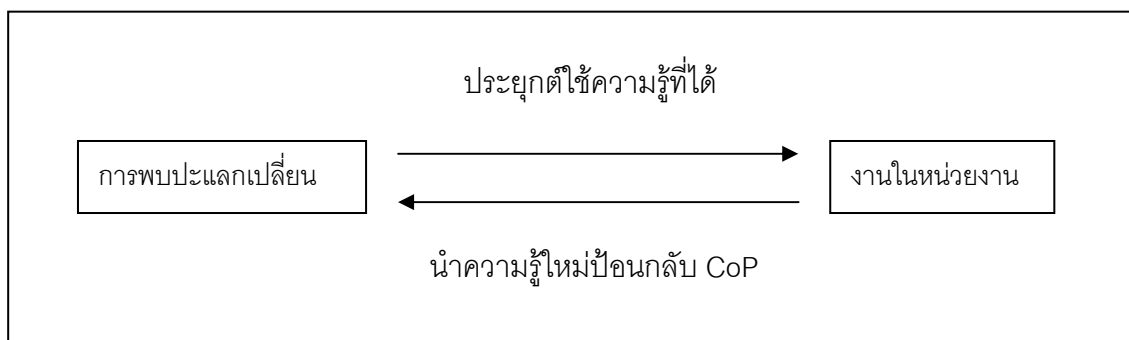 ประยุกต์ใช้ความรู้ที่ได้
การพบปะแลกเปลี่ยน
งานในหน่วยงาน
นำความรู้ใหม่ป้อนกลับ CoP